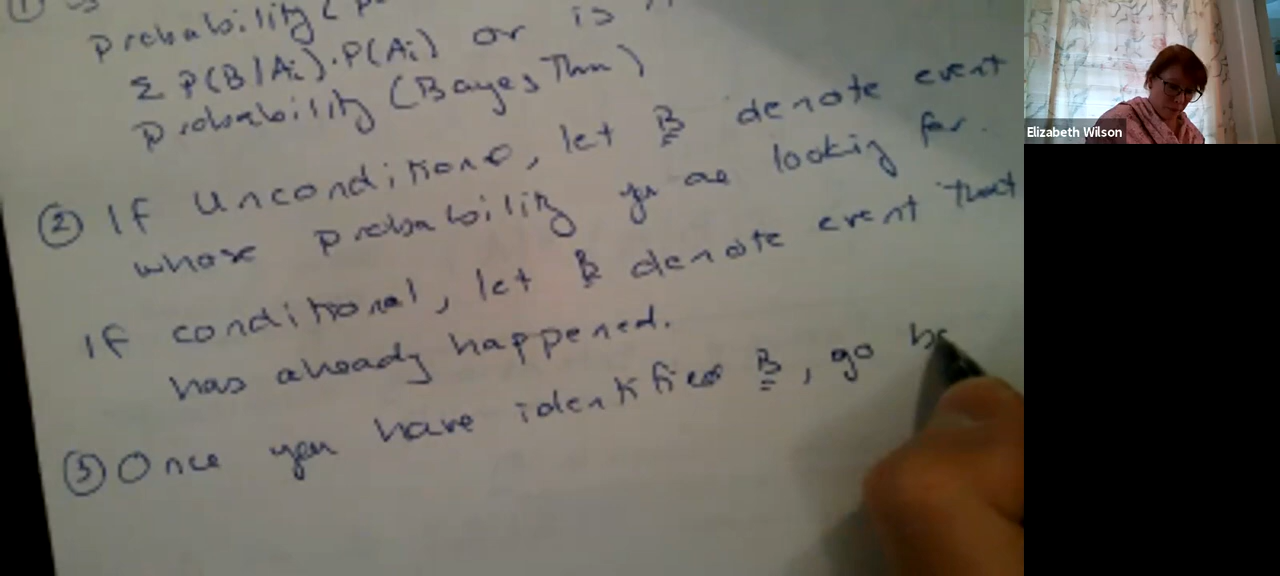 ①
probability (
Σ P(B|Ai).P(Ai) or is
probability (Bayes Thm)
② If unconditional, let B denote event
whose probability you are looking for.
If conditional, let B denote event that
has already happened.
③ Once you have identified B, go
Elizabeth Wilson